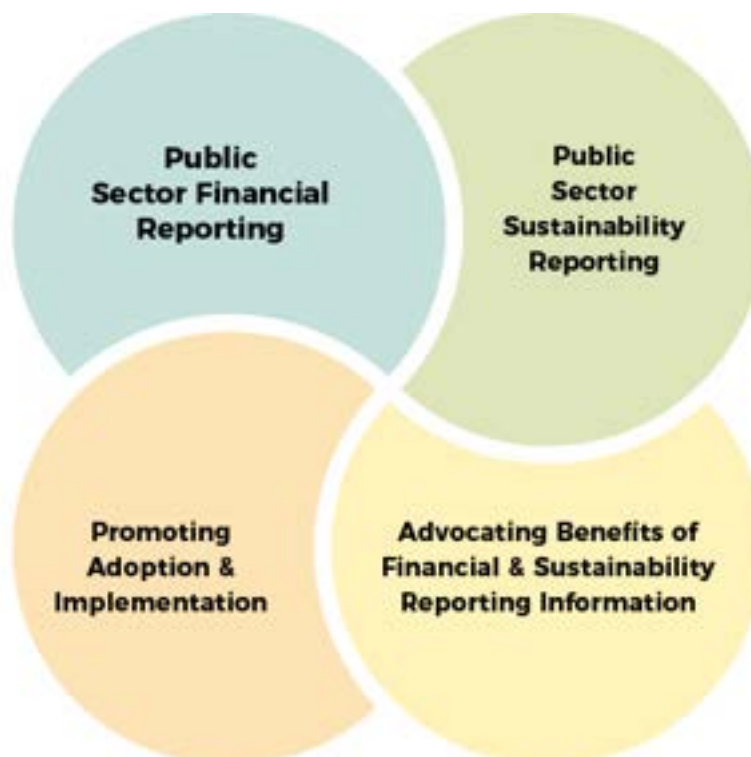 Public
Sector Financial
Reporting
Public
Sector
Sustainability
Reporting
Promoting
Adoption &
Implementation
Advocating Benefits of
Financial & Sustainability
Reporting Information